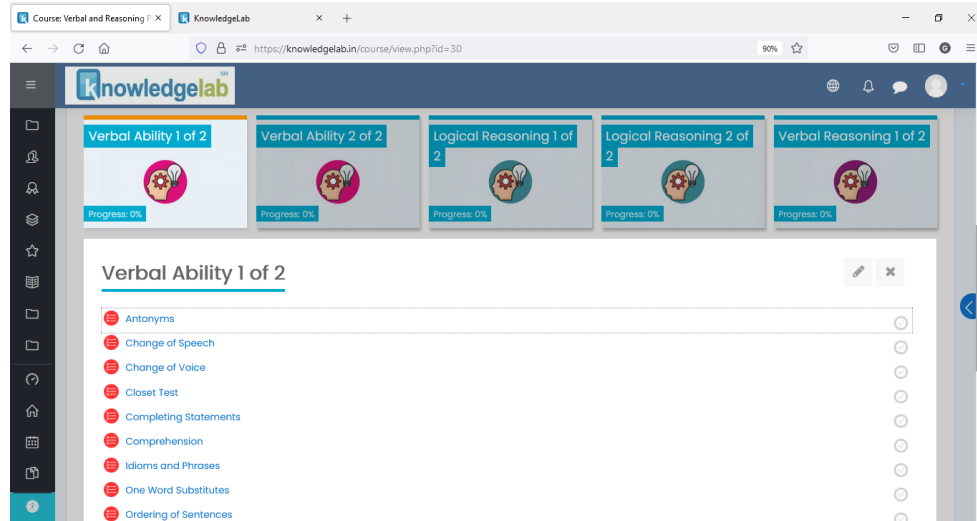 Course: Verbal and Reasoning P
KnowledgeLab
https://knowledgelab.in/course/view.php?id=30
90%
G
knowledgelab
SM
Verbal Ability 1 of 2
Progress: 0%
Verbal Ability 2 of 2
Progress: 0%
Logical Reasoning 1 of
2
Progress: 0%
Logical Reasoning 2 of
2
Progress: 0%
Verbal Reasoning 1 of 2
Progress: 0%
Verbal Ability 1 of 2
Antonyms
Change of Speech
Change of Voice
Closet Test
Completing Statements
Comprehension
Idioms and Phrases
One Word Substitutes
Ordering of Sentences